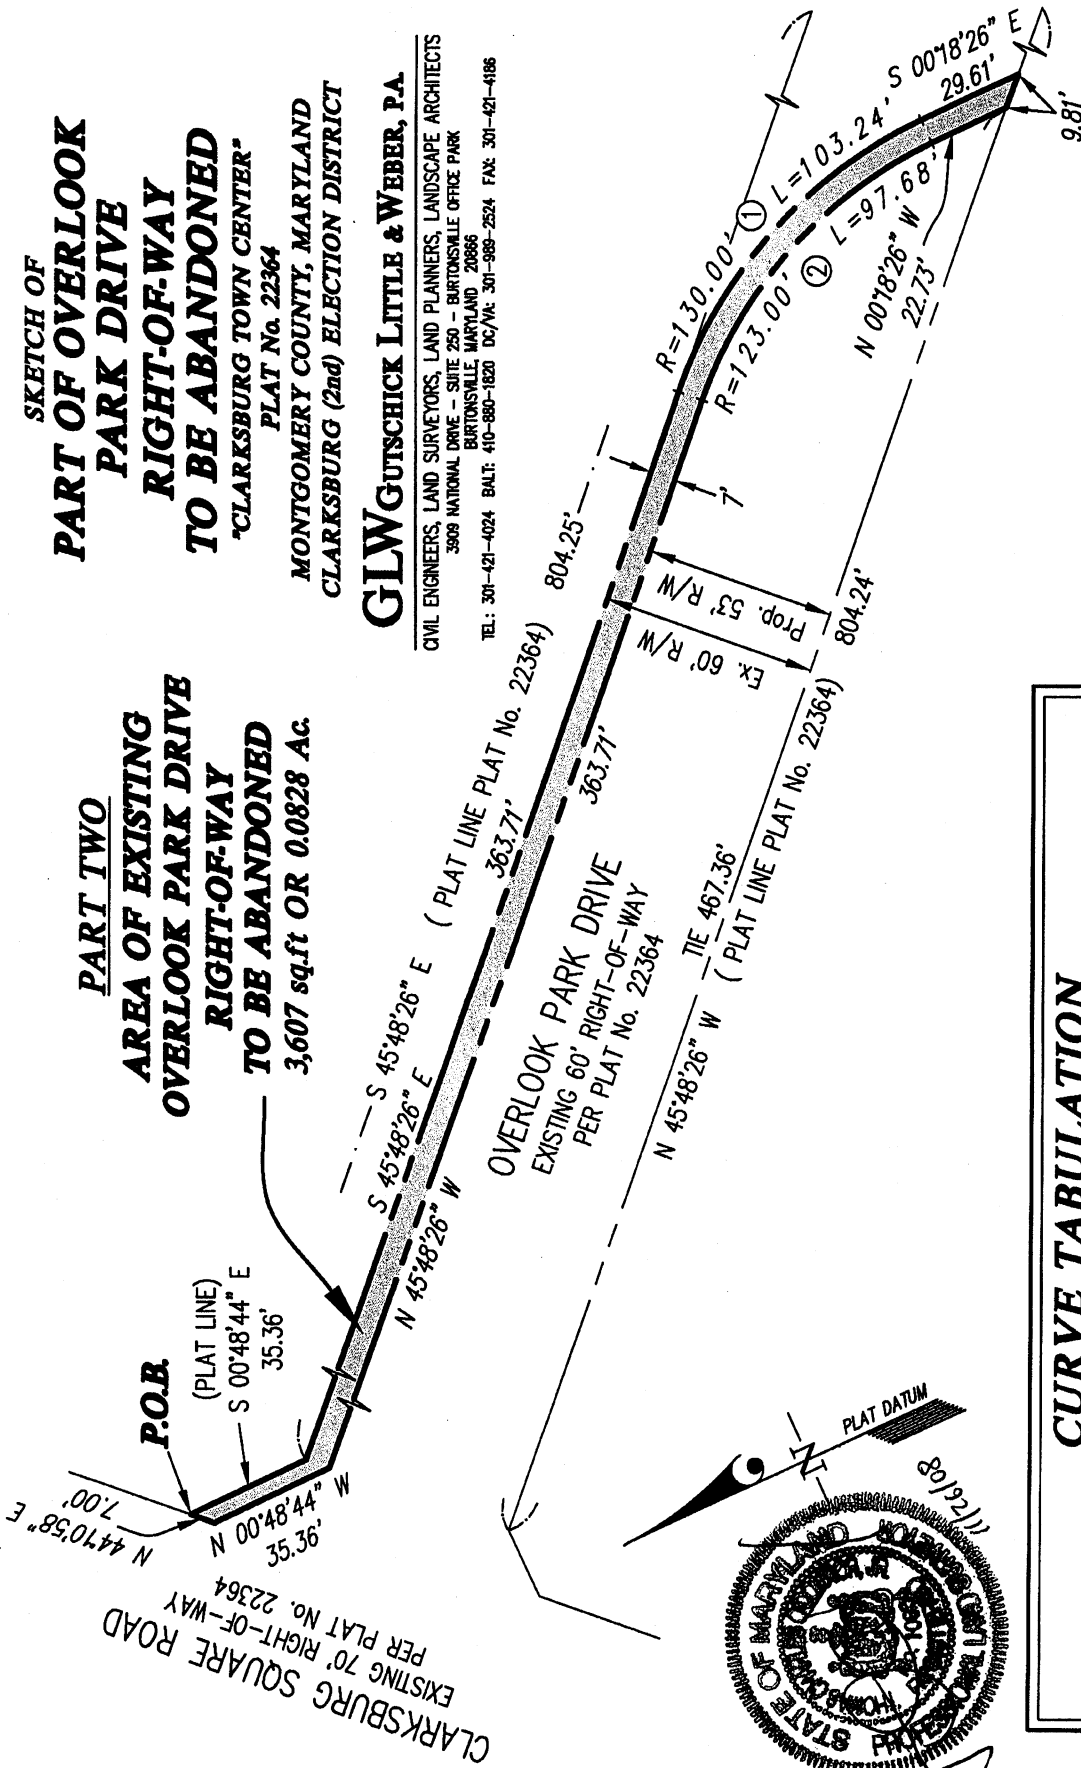 SKETCH OF
PART OF OVERLOOK
PARK DRIVE
RIGHT-OF-WAY
TO BE ABANDONED
"CLARKSBURG TOWN CENTER"
PLAT No. 22364
MONTGOMERY COUNTY, MARYLAND
CLARKSBURG (2nd) ELECTION DISTRICT
GLWGUTSCHICK LITTLE & WEBER, P.A.
CIVIL ENGINEERS, LAND SURVEYORS, LAND PLANNERS, LANDSCAPE ARCHITECTS
3909 NATIONAL DRIVE – SUITE 250 – BURTONSVILLE OFFICE PARK
BURTONSVILLE, MARYLAND 20866
TEL: 301-421-4024 BALT: 410-880-1820 DC/VA: 301-989-2524 FAX: 301-421-4186
PART TWO
AREA OF EXISTING
OVERLOOK PARK DRIVE
RIGHT-OF-WAY
TO BE ABANDONED
3,607 sq.ft OR 0.0828 Ac.
P.O.B.
(PLAT LINE)
S 00°48'44" E
35.36'
N 44°10'58" E
7.00'
N 00°48'44" W
35.36'
CLARKSBURG SQUARE ROAD
EXISTING 70' RIGHT-OF-WAY
PER PLAT No. 22364
S 45°48'26" E ( PLAT LINE PLAT No. 22364) 804.25'
S 45°48'26" E 363.71'
N 45°48'26" W 363.71'
7'
Prop. 53' R/W
Ex. 60' R/W
R=130.00' ① L=103.24'
S 00°18'26" E
29.61'
R=123.00' ② L=97.68'
N 00°18'26" W
22.73'
9.81'
OVERLOOK PARK DRIVE
EXISTING 60' RIGHT-OF-WAY
PER PLAT No. 22364
TIE 467.36'
N 45°48'26" W ( PLAT LINE PLAT No. 22364) 804.24'
N
PLAT DATUM
STATE OF MARYLAND
PROFESSIONAL LAND SURVEYOR
11/26/08
CURVE TABULATION